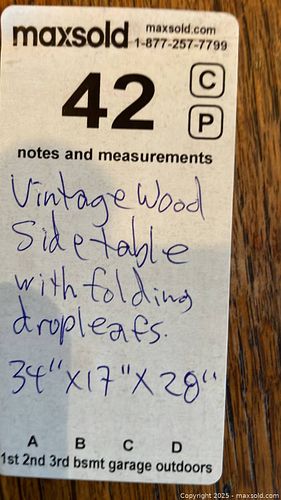 maxsold maxsold.com
1-877-257-7799
42 C
P
notes and measurements
Vintage Wood
Side table
with folding
dropleafs.
34" X 17" X 28"
A B C D
1st 2nd 3rd bsmt garage outdoors
Copyright 2025 - maxsold.com